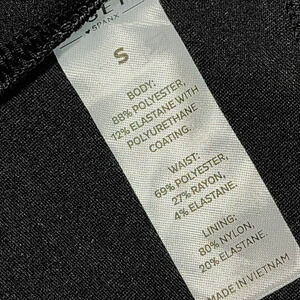 ♥SPANX
S
BODY:
88% POLYESTER,
12% ELASTANE WITH
POLYURETHANE
COATING.
WAIST:
69% POLYESTER,
27% RAYON,
4% ELASTANE.
LINING:
80% NYLON,
20% ELASTANE.
MADE IN VIETNAM